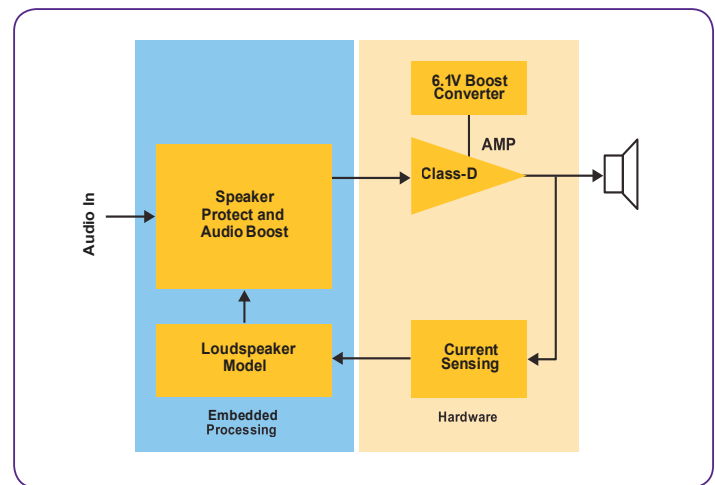 6.1V Boost
Converter
AMP
Class-D
Speaker
Protect and
Audio Boost
Audio In
Loudspeaker
Model
Current
Sensing
Embedded
Processing
Hardware